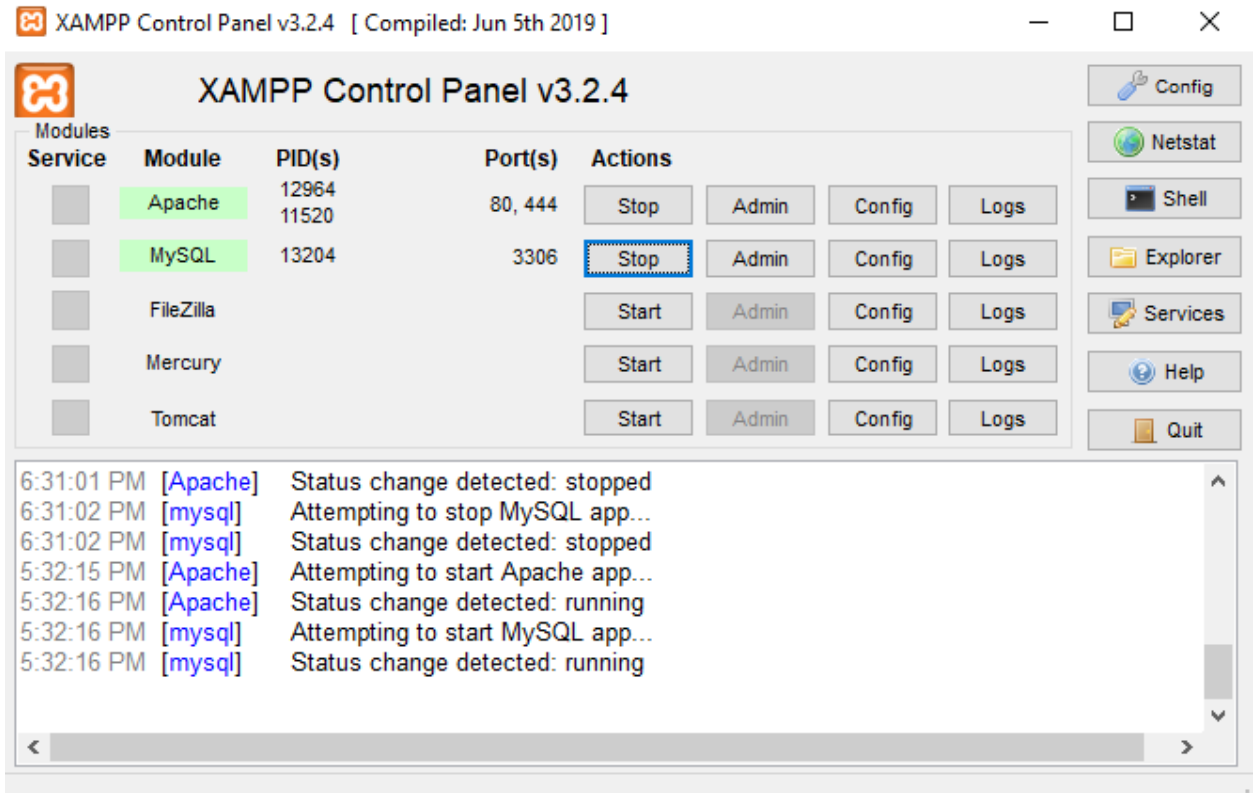 XAMPP Control Panel v3.2.4 [ Compiled: Jun 5th 2019 ]
XAMPP Control Panel v3.2.4
Config
Modules
Service Module PID(s) Port(s) Actions
Netstat
Apache 12964 11520 80, 444 Stop Admin Config Logs
Shell
MySQL 13204 3306 Stop Admin Config Logs
Explorer
FileZilla Start Admin Config Logs
Services
Mercury Start Admin Config Logs
Help
Tomcat Start Admin Config Logs
Quit
6:31:01 PM [Apache] Status change detected: stopped
6:31:02 PM [mysql] Attempting to stop MySQL app...
6:31:02 PM [mysql] Status change detected: stopped
5:32:15 PM [Apache] Attempting to start Apache app...
5:32:16 PM [Apache] Status change detected: running
5:32:16 PM [mysql] Attempting to start MySQL app...
5:32:16 PM [mysql] Status change detected: running